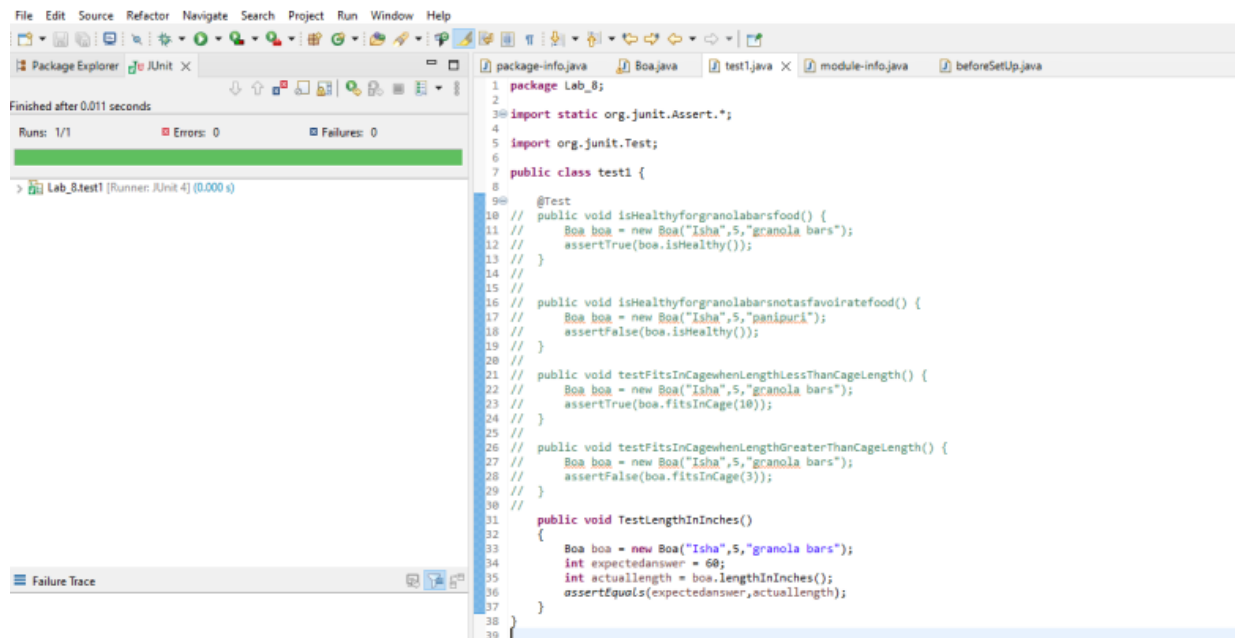 File Edit Source Refactor Navigate Search Project Run Window Help
Package Explorer JUnit
Finished after 0.011 seconds
Runs: 1/1 Errors: 0 Failures: 0
Lab_8.test1 [Runner: JUnit 4] (0.000 s)
Failure Trace
package-info.java Boa.java test1.java module-info.java beforeSetUp.java
1 package Lab_8;
2
3 import static org.junit.Assert.*;
4
5 import org.junit.Test;
6
7 public class test1 {
8
9 @Test
10 // public void isHealthyforgranolabarsfood() {
11 // Boa boa = new Boa("Isha",5,"granola bars");
12 // assertTrue(boa.isHealthy());
13 // }
14 //
15 //
16 // public void isHealthyforgranolabarsnotasfavoiratefood() {
17 // Boa boa = new Boa("Isha",5,"panipuri");
18 // assertFalse(boa.isHealthy());
19 // }
20 //
21 // public void testFitsInCagewhenLengthLessThanCageLength() {
22 // Boa boa = new Boa("Isha",5,"granola bars");
23 // assertTrue(boa.fitsInCage(10));
24 // }
25 //
26 // public void testFitsInCagewhenLengthGreaterThanCageLength() {
27 // Boa boa = new Boa("Isha",5,"granola bars");
28 // assertFalse(boa.fitsInCage(3));
29 // }
30 //
31 public void TestLengthInInches()
32 {
33 Boa boa = new Boa("Isha",5,"granola bars");
34 int expectedanswer = 60;
35 int actuallength = boa.lengthInInches();
36 assertEquals(expectedanswer,actuallength);
37 }
38 }
39